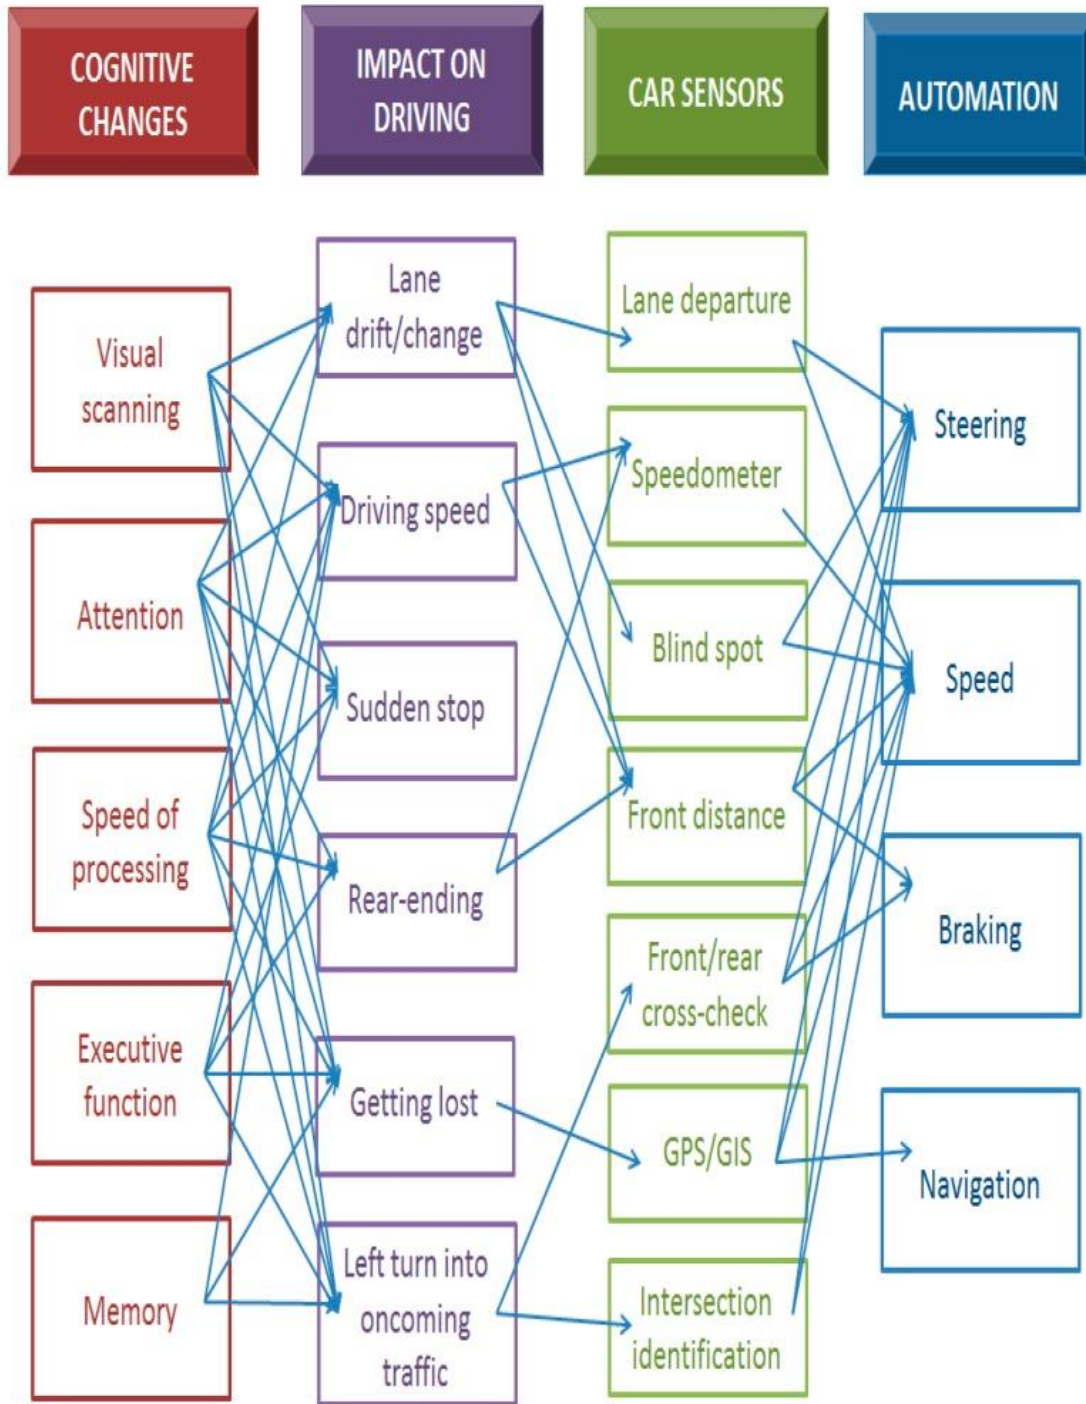 COGNITIVE
CHANGES
IMPACT ON
DRIVING
CAR SENSORS
AUTOMATION
Visual
scanning
Attention
Speed of
processing
Executive
function
Memory
Lane
drift/change
Driving speed
Sudden stop
Rear-ending
Getting lost
Left turn into
oncoming
traffic
Lane departure
Speedometer
Blind spot
Front distance
Front/rear
cross-check
GPS/GIS
Intersection
identification
Steering
Speed
Braking
Navigation